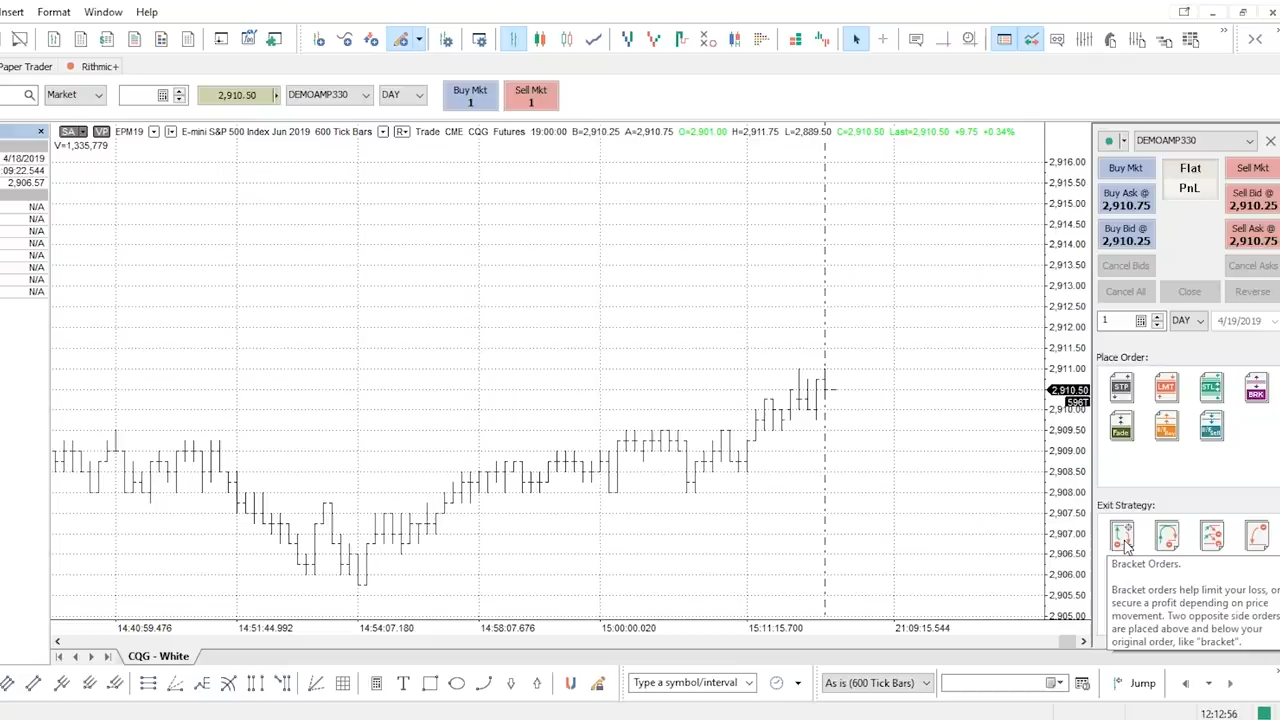 nsert Format Window Help
Paper Trader Rithmic+
Market 2,910.50 DEMOAMP330 DAY Buy Mkt 1 Sell Mkt 1
SA VP EPM19 E-mini S&P 500 Index Jun 2019 600 Tick Bars R Trade CME CQG Futures 19:00:00 B=2,910.25 A=2,910.75 O=2,901.00 H=2,911.75 L=2,889.50 C=2,910.50 Last=2,910.50 +9.75 +0.34%
V=1,335,779
4/18/2019
:09:22.544
2,906.57
N/A
N/A
N/A
N/A
N/A
N/A
N/A
N/A
2,916.00
2,915.50
2,915.00
2,914.50
2,914.00
2,913.50
2,913.00
2,912.50
2,912.00
2,911.50
2,911.00
2,910.50
596T
2,910.00
2,909.50
2,909.00
2,908.50
2,908.00
2,907.50
2,907.00
2,906.50
2,906.00
2,905.50
2,905.00
14:40:59.476 14:51:44.992 14:54:07.180 14:58:07.676 15:00:00.020 15:11:15.700 21:09:15.544
DEMOAMP330
Buy Mkt Flat Sell Mkt
PnL
Buy Ask @ Sell Bid @
2,910.75 2,910.25
Buy Bid @ Sell Ask @
2,910.25 2,910.75
Cancel Bids Cancel Asks
Cancel All Close Reverse
1 DAY 4/19/2019
Place Order:
STP LMT STL BRK
Fade
Exit Strategy:
Bracket Orders.
Bracket orders help limit your loss, or
secure a profit depending on price
movement. Two opposite side orders
are placed above and below your
original order, like "bracket".
CQG - White
Type a symbol/interval As is (600 Tick Bars) Jump
12:12:56